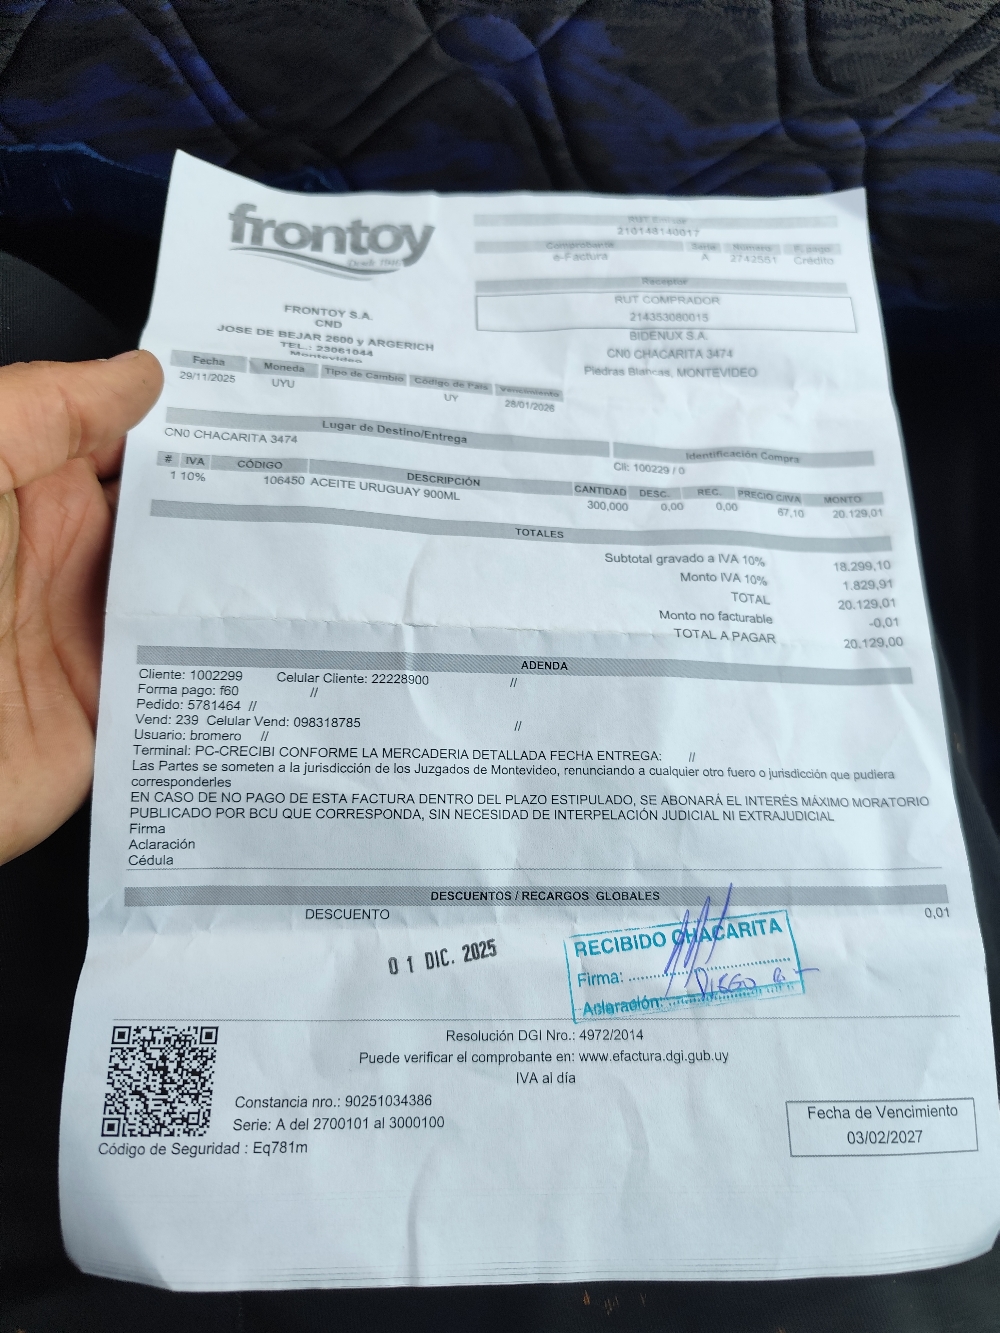 frontoy
Desde 1941
FRONTOY S.A.
CND
JOSE DE BEJAR 2600 y ARGERICH
TEL.: 23061044
Montevideo
RUT Emisor
210148140017
Comprobante Serie Número F. pago
e-Factura A 2742551 Crédito
Receptor
RUT COMPRADOR
214353080015
BIDENUX S.A.
CN0 CHACARITA 3474
Piedras Blancas, MONTEVIDEO
Fecha Moneda Tipo de Cambio Código de País Vencimiento
29/11/2025 UYU UY 28/01/2026
Lugar de Destino/Entrega
CN0 CHACARITA 3474
Identificación Compra
CII: 100229 / 0
# IVA CÓDIGO DESCRIPCIÓN CANTIDAD DESC. REC. PRECIO C/IVA MONTO
1 10% 106450 ACEITE URUGUAY 900ML 300,000 0,00 0,00 67,10 20.129,01
TOTALES
Subtotal gravado a IVA 10% 18.299,10
Monto IVA 10% 1.829,91
TOTAL 20.129,01
Monto no facturable -0,01
TOTAL A PAGAR 20.129,00
ADENDA
Cliente: 1002299 Celular Cliente: 22228900 //
Forma pago: f60 //
Pedido: 5781464 //
Vend: 239 Celular Vend: 098318785 //
Usuario: bromero //
Terminal: PC-CRECIBI CONFORME LA MERCADERIA DETALLADA FECHA ENTREGA: //
Las Partes se someten a la jurisdicción de los Juzgados de Montevideo, renunciando a cualquier otro fuero o jurisdicción que pudiera
corresponderles
EN CASO DE NO PAGO DE ESTA FACTURA DENTRO DEL PLAZO ESTIPULADO, SE ABONARÁ EL INTERÉS MÁXIMO MORATORIO
PUBLICADO POR BCU QUE CORRESPONDA, SIN NECESIDAD DE INTERPELACIÓN JUDICIAL NI EXTRAJUDICIAL
Firma
Aclaración
Cédula
DESCUENTOS / RECARGOS GLOBALES
DESCUENTO 0,01
01 DIC. 2025
RECIBIDO CHACARITA
Firma:
Aclaración: DIEGO
Resolución DGI Nro.: 4972/2014
Puede verificar el comprobante en: www.efactura.dgi.gub.uy
IVA al día
Constancia nro.: 90251034386
Serie: A del 2700101 al 3000100
Código de Seguridad : Eq781m
Fecha de Vencimiento
03/02/2027